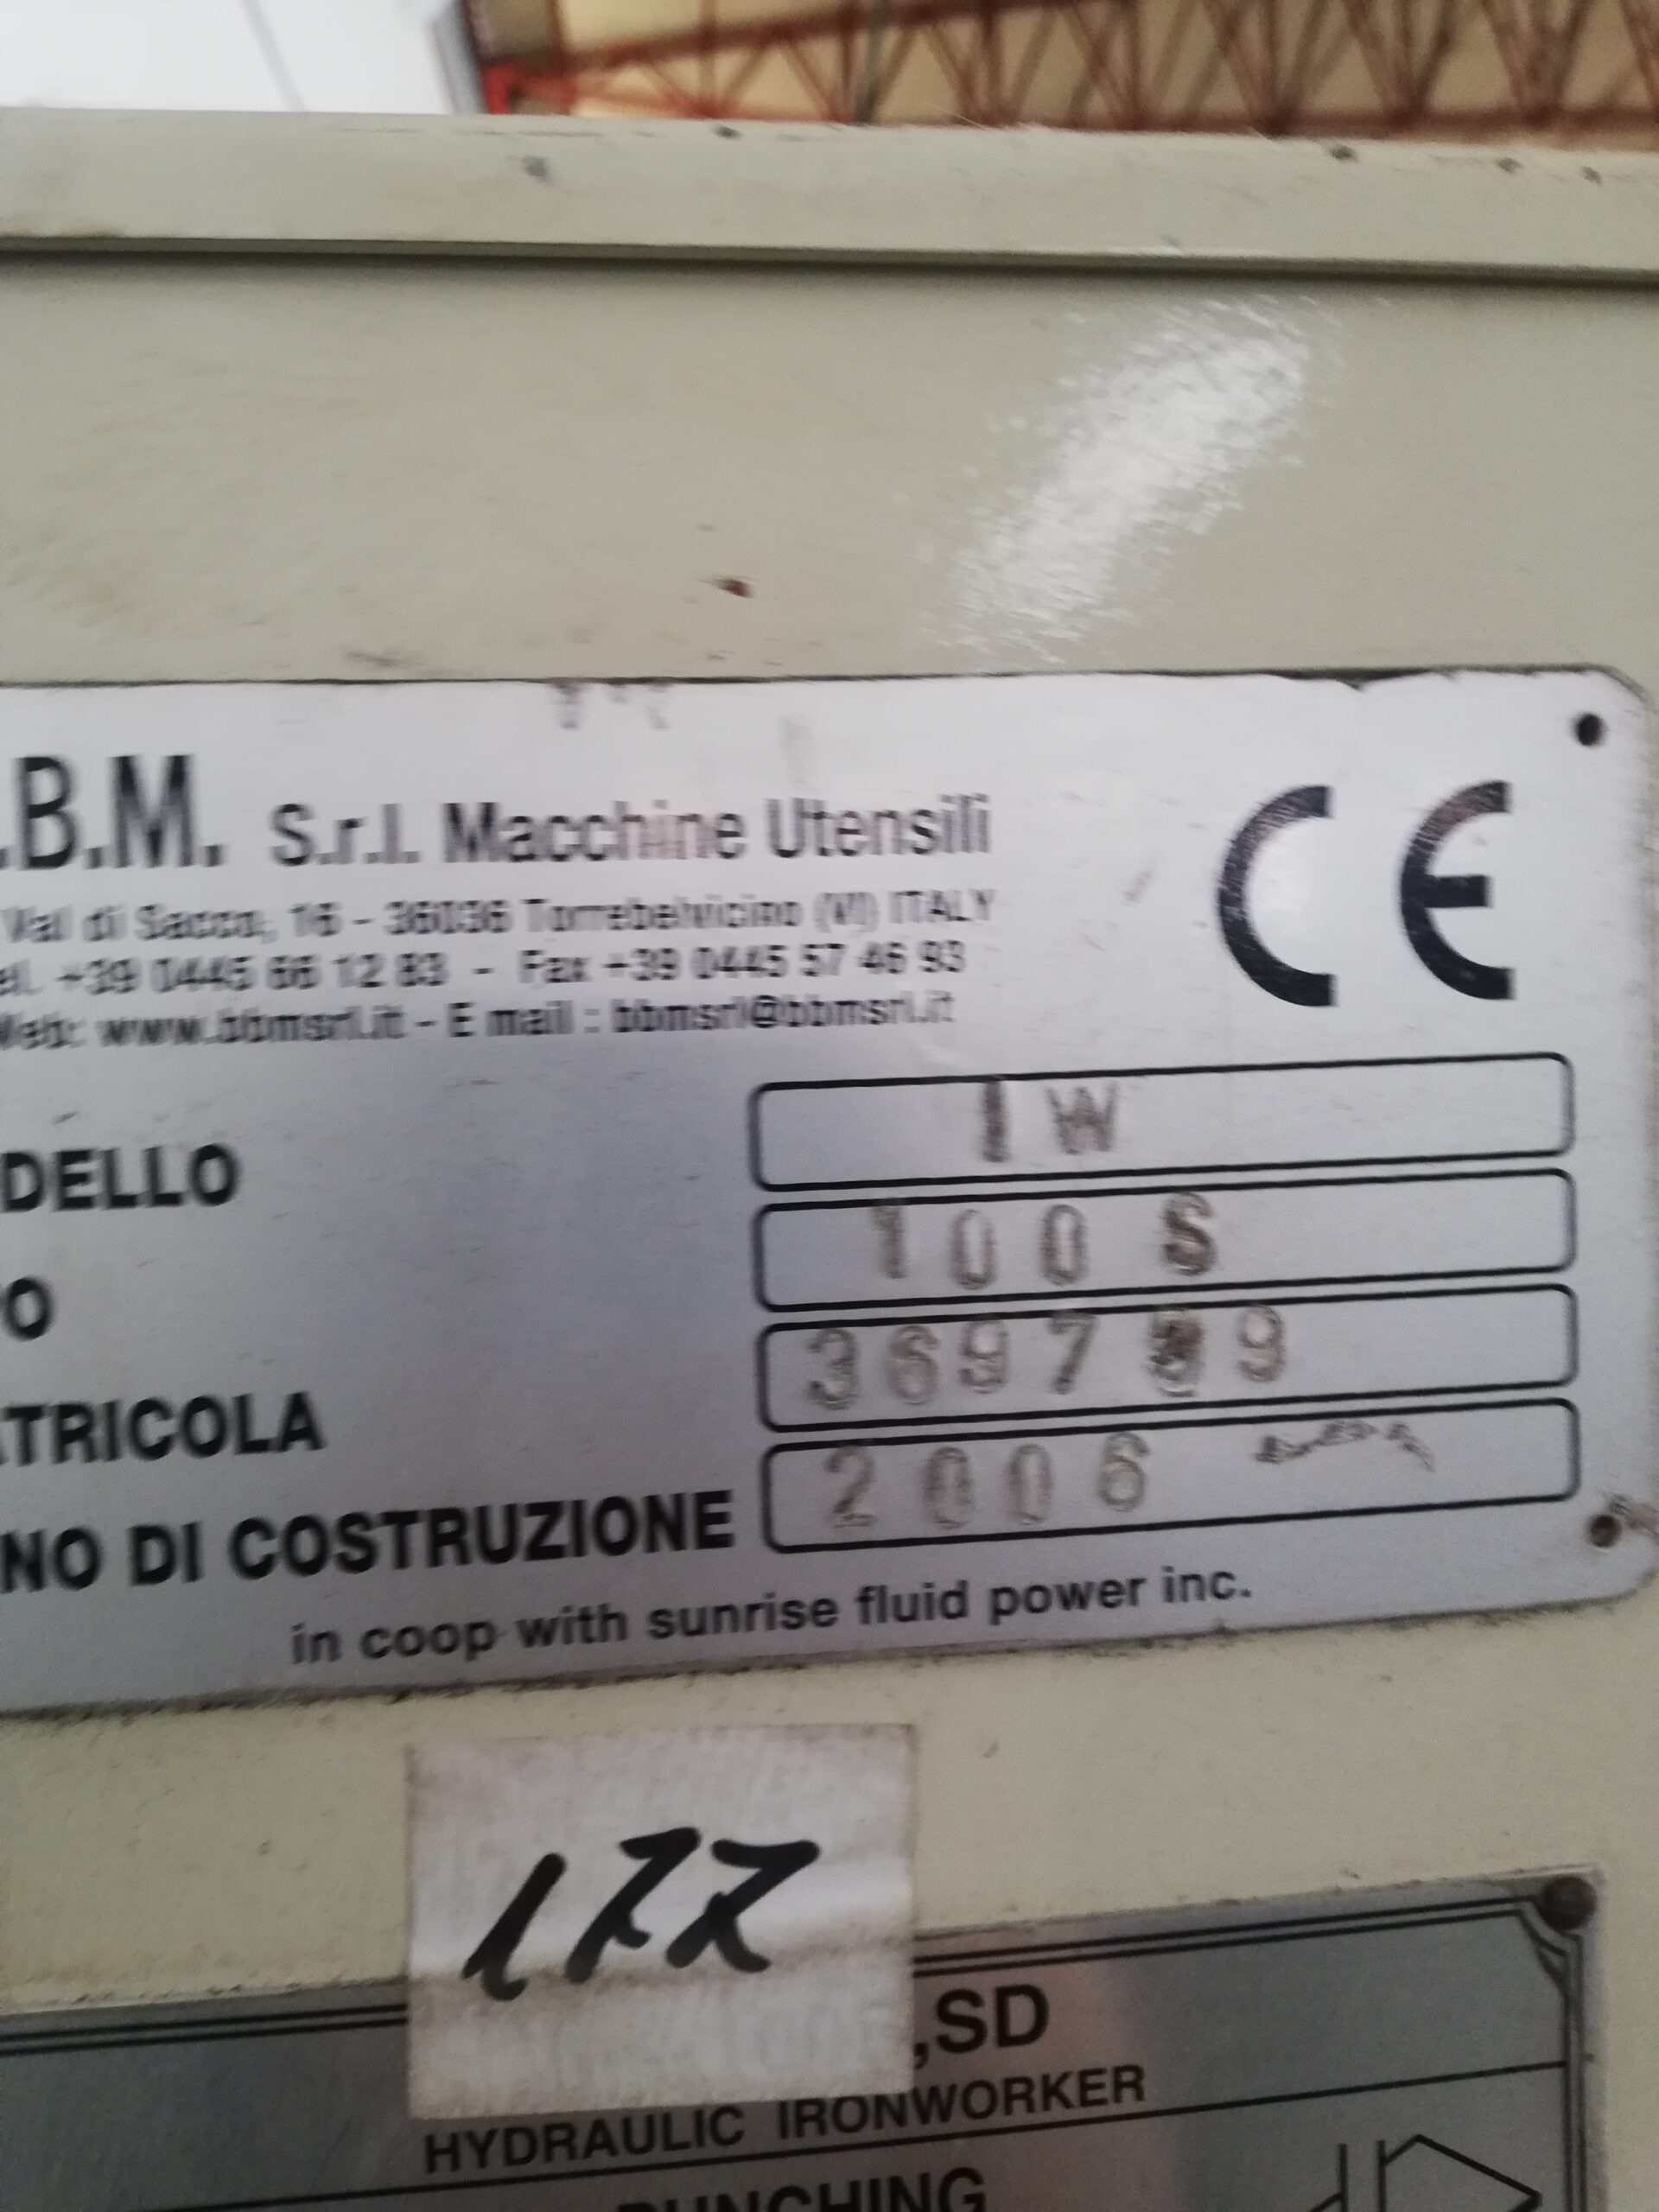 .B.M. S.r.l. Macchine Utensili
CE
Val di Sacco, 16 - 36036 Torrebelvicino (VI) ITALY
el. +39 0445 66 12 83 - Fax +39 0445 57 46 93
Web: www.bbmsrl.it - E mail : bbmsrl@bbmsrl.it
DELLO IW
O 100 S
TRICOLA
NO DI COSTRUZIONE 2006
in coop with sunrise fluid power inc.
177
,SD
HYDRAULIC IRONWORKER
PUNCHING